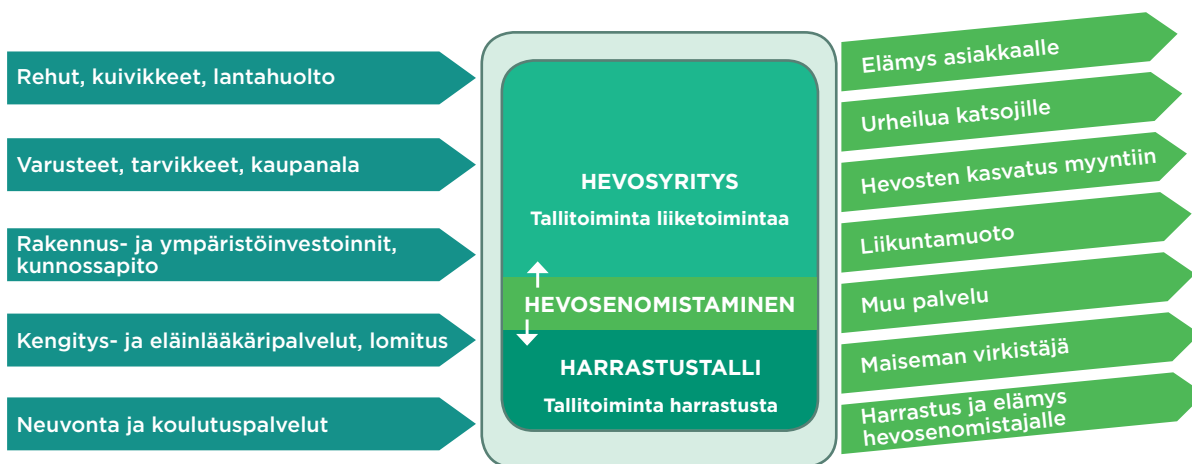 Rehut, kuivikkeet, lantahuolto
Varusteet, tarvikkeet, kaupanala
Rakennus- ja ympäristöinvestoinnit,
kunnossapito
Kengitys- ja eläinlääkäripalvelut, lomitus
Neuvonta ja koulutuspalvelut
HEVOSYRITYS
Tallitoiminta liiketoimintaa
HEVOSENOMISTAMINEN
HARRASTUSTALLI
Tallitoiminta harrastusta
Elämys asiakkaalle
Urheilua katsojille
Hevosten kasvatus myyntiin
Liikuntamuoto
Muu palvelu
Maiseman virkistäjä
Harrastus ja elämys
hevosenomistajalle